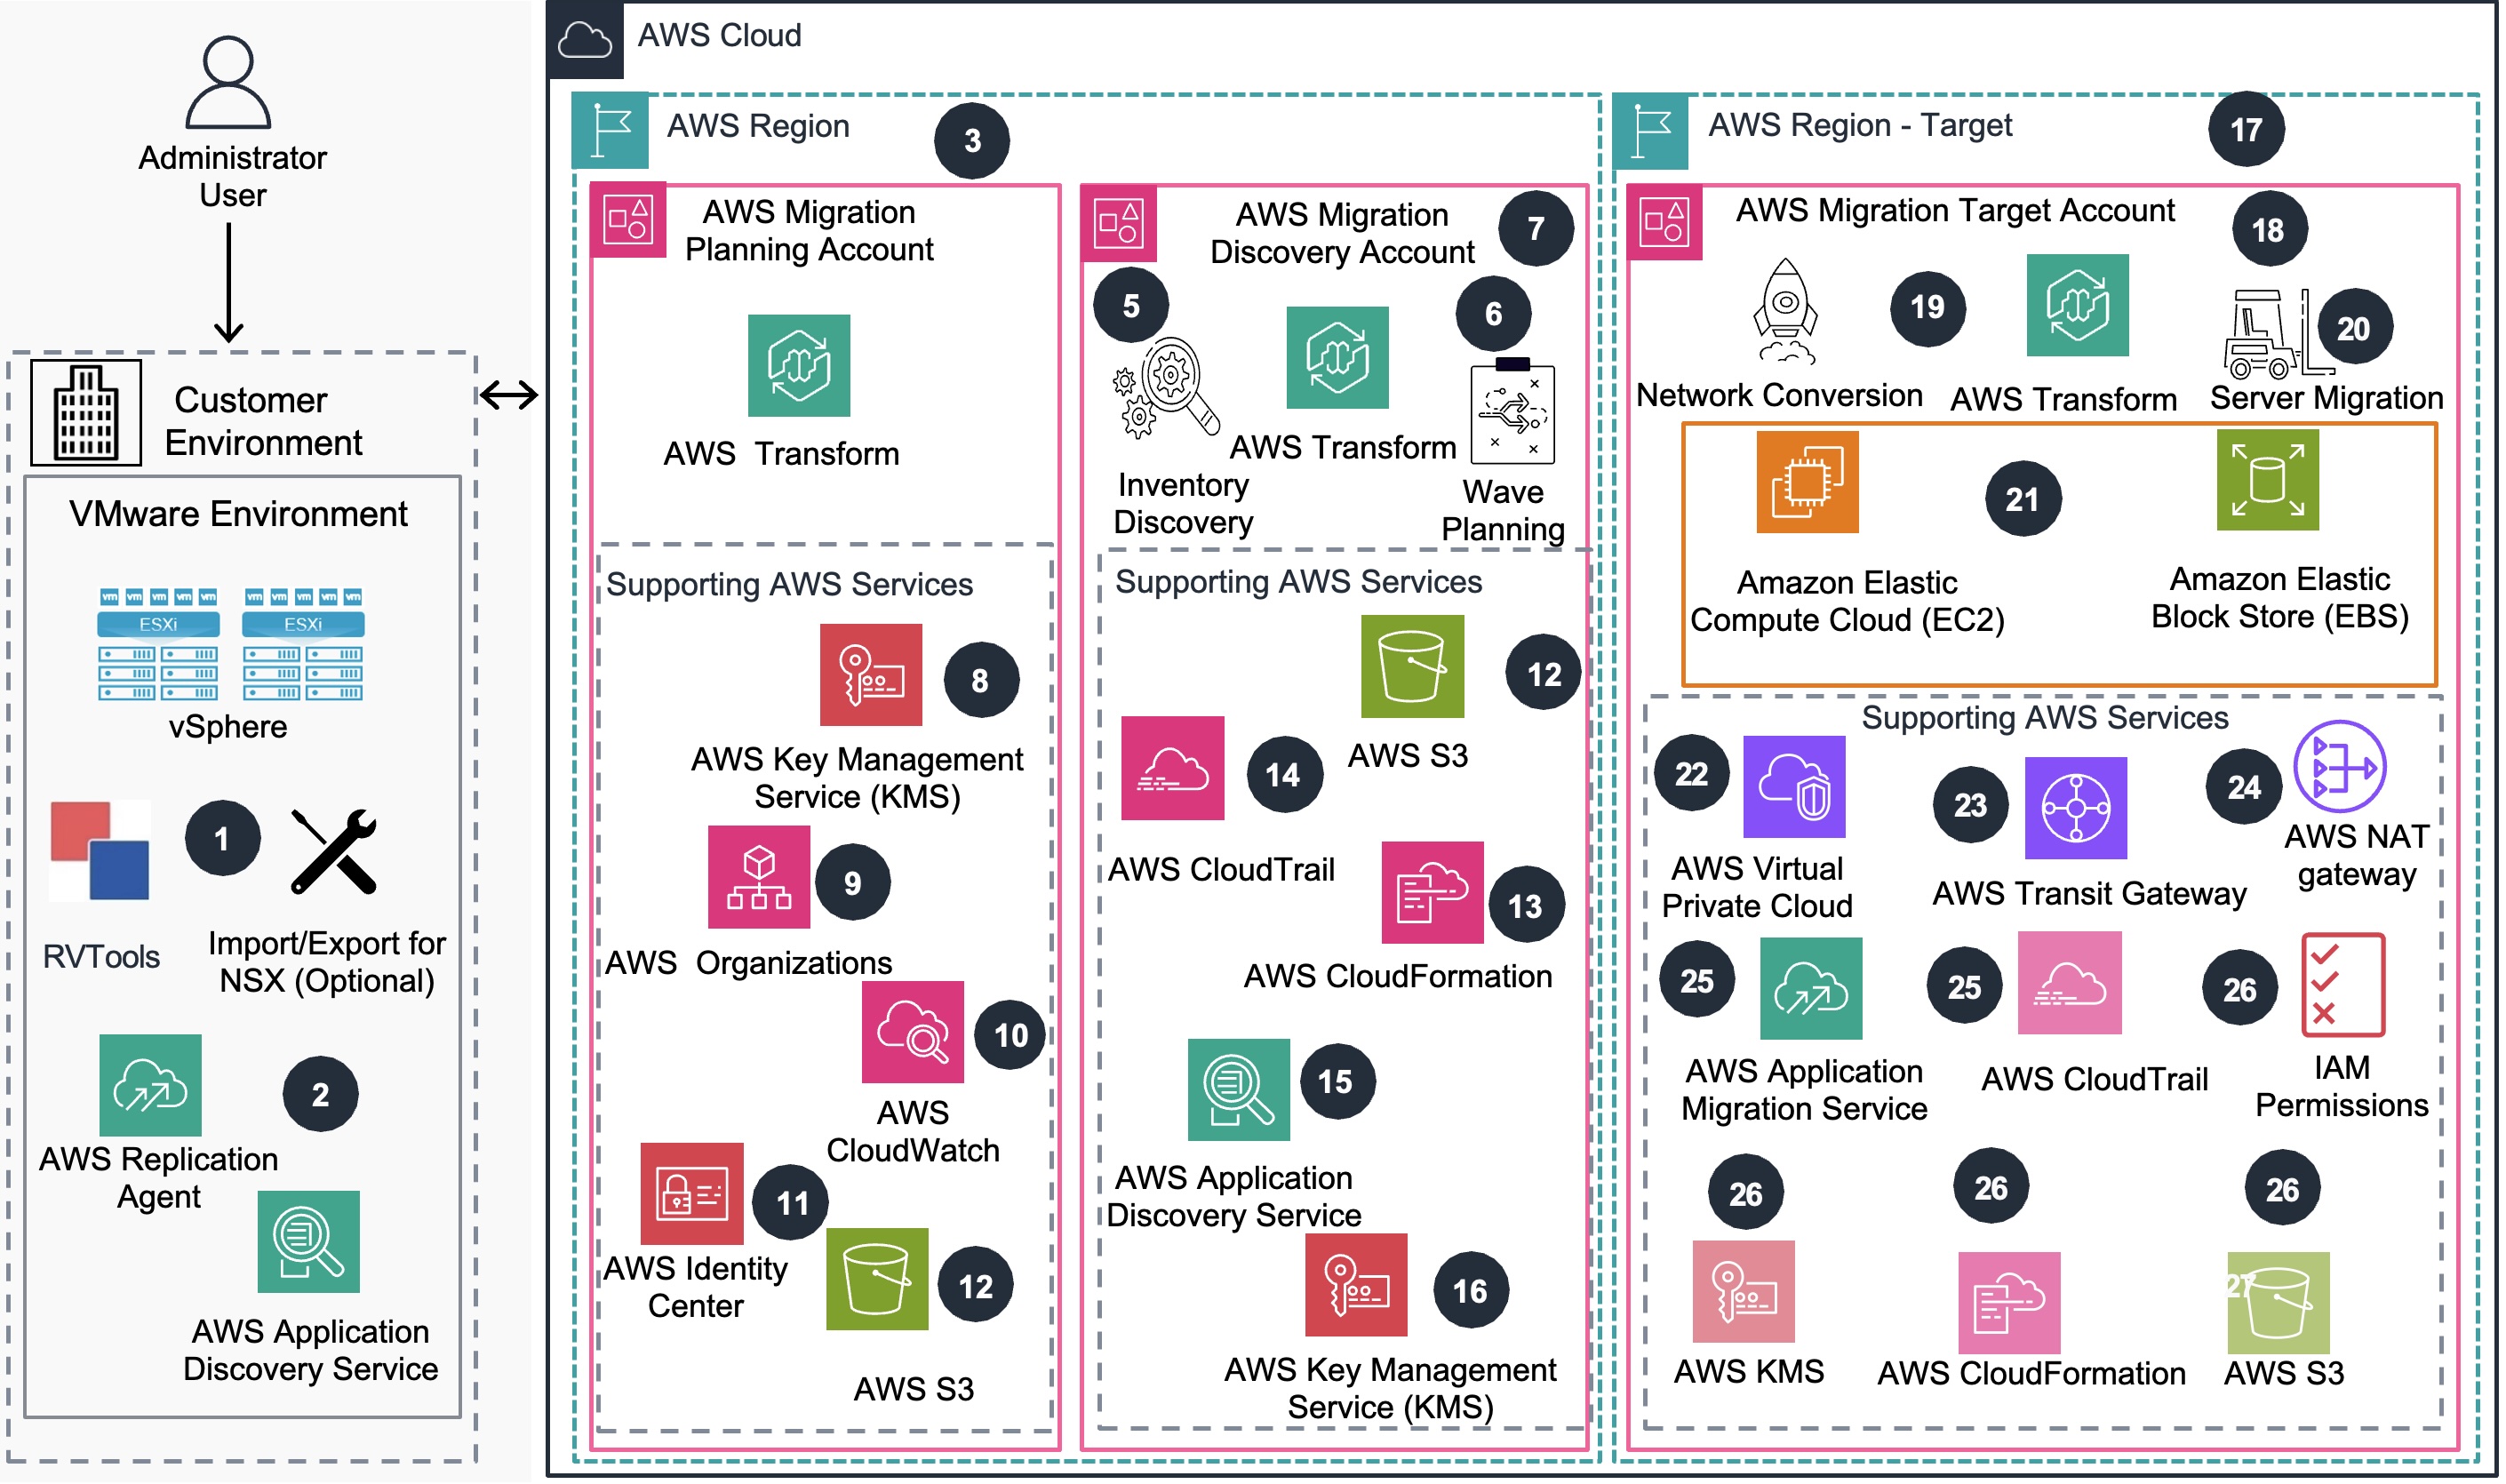 Administrator
User
Customer
Environment
VMware Environment
vm vm vm vm vm
vm vm vm vm vm
ESXi
ESXi
vSphere
1
RVTools
Import/Export for
NSX (Optional)
2
AWS Replication
Agent
AWS Application
Discovery Service
AWS Cloud
AWS Region
3
AWS Migration
Planning Account
AWS Transform
Supporting AWS Services
8
AWS Key Management
Service (KMS)
9
AWS Organizations
10
AWS
CloudWatch
11
AWS Identity
Center
12
AWS S3
AWS Migration
Discovery Account
7
5
6
Inventory
Discovery
AWS Transform
Wave
Planning
Supporting AWS Services
12
AWS S3
14
AWS CloudTrail
13
AWS CloudFormation
15
AWS Application
Discovery Service
16
AWS Key Management
Service (KMS)
AWS Region - Target
17
AWS Migration Target Account
18
19
20
Network Conversion
AWS Transform
Server Migration
21
Amazon Elastic
Compute Cloud (EC2)
Amazon Elastic
Block Store (EBS)
Supporting AWS Services
22
AWS Virtual
Private Cloud
23
AWS Transit Gateway
24
AWS NAT
gateway
25
AWS Application
Migration Service
25
AWS CloudTrail
26
IAM
Permissions
26
AWS KMS
26
AWS CloudFormation
26
27
AWS S3